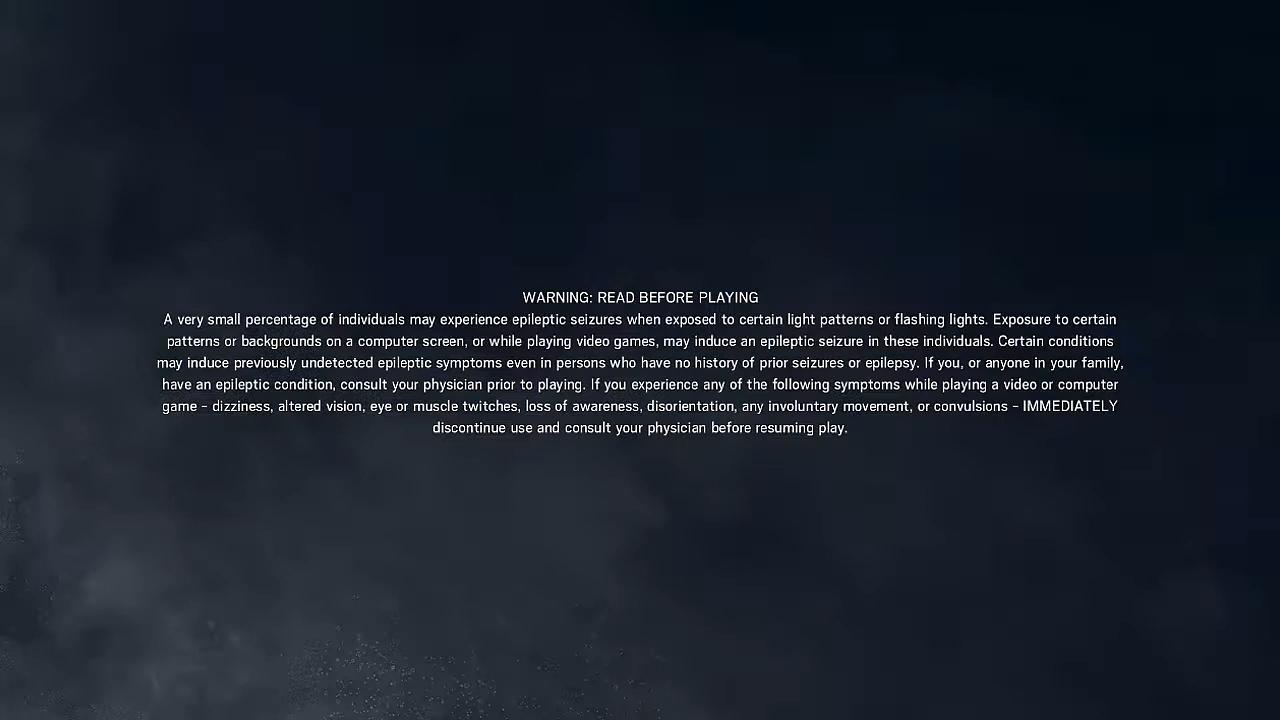 WARNING: READ BEFORE PLAYING
A very small percentage of individuals may experience epileptic seizures when exposed to certain light patterns or flashing lights. Exposure to certain
patterns or backgrounds on a computer screen, or while playing video games, may induce an epileptic seizure in these individuals. Certain conditions
may induce previously undetected epileptic symptoms even in persons who have no history of prior seizures or epilepsy. If you, or anyone in your family,
have an epileptic condition, consult your physician prior to playing. If you experience any of the following symptoms while playing a video or computer
game – dizziness, altered vision, eye or muscle twitches, loss of awareness, disorientation, any involuntary movement, or convulsions – IMMEDIATELY
discontinue use and consult your physician before resuming play.